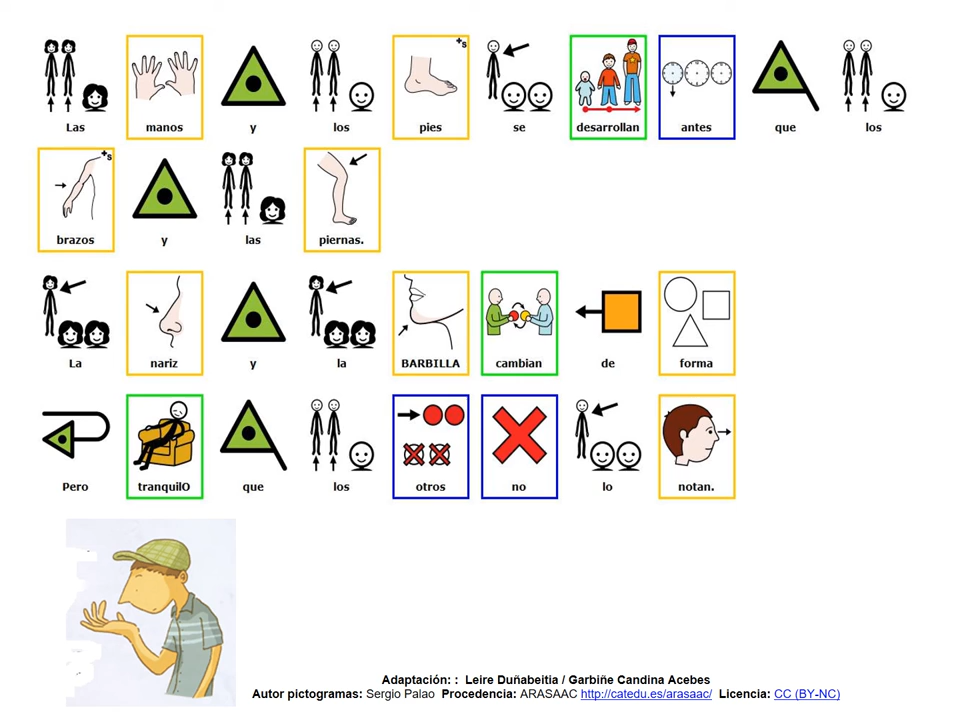 Las manos y los pies se desarrollan antes que los
brazos y las piernas.
La nariz y la BARBILLA cambian de forma
Pero tranquilO que los otros no lo notan.
Adaptación: : Leire Duñabeitia / Garbiñe Candina Acebes
Autor pictogramas: Sergio Palao Procedencia: ARASAAC http://catedu.es/arasaac/ Licencia: CC (BY-NC)